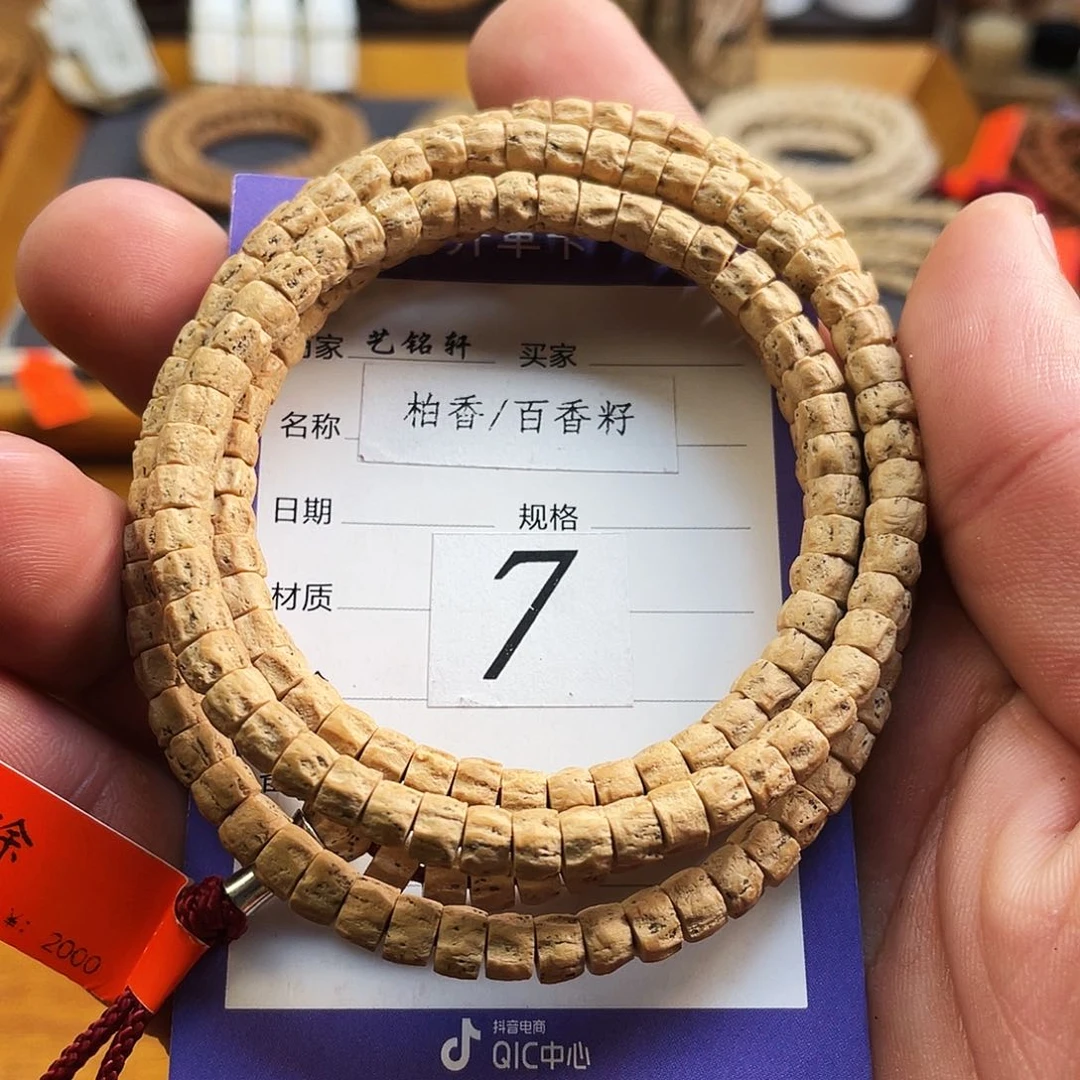 家 艺铭轩 买家
名称 柏香/百香籽
日期 规格
材质
7
徐
2000
抖音电商
QIC中心